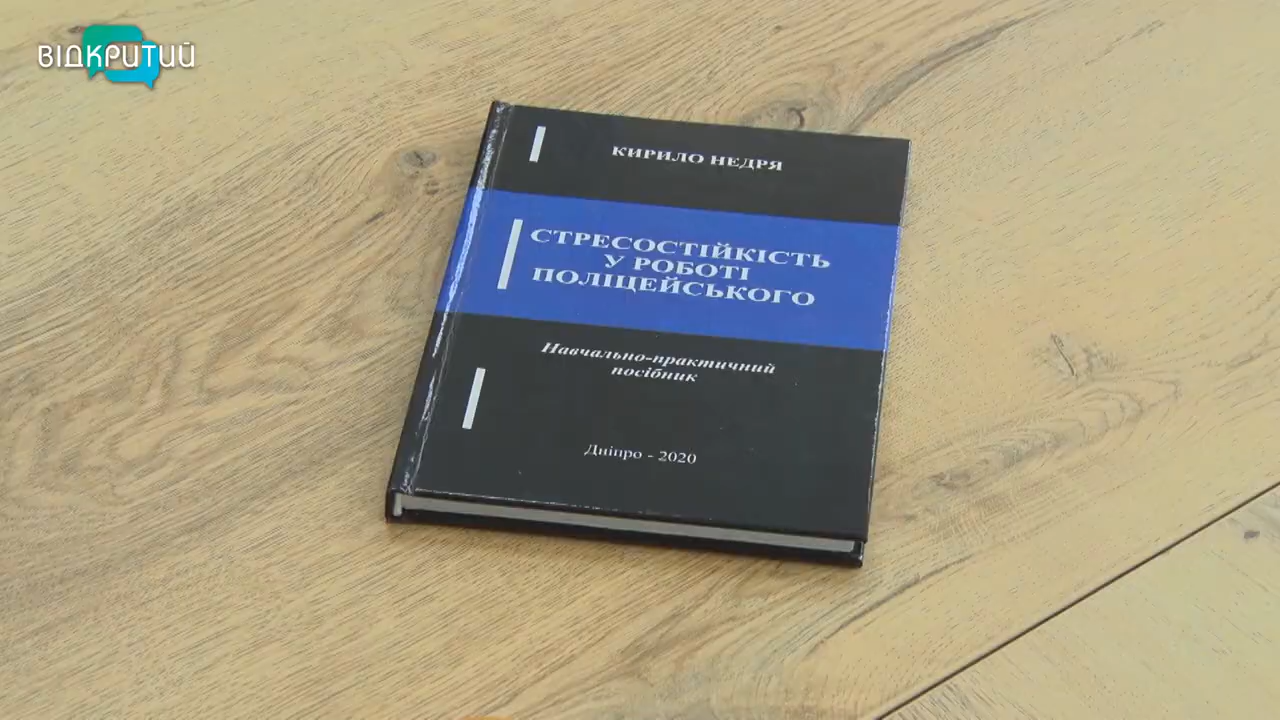 ВІДКРИТИЙ
КИРИЛО НЕДРЯ
СТРЕСОСТІЙКІСТЬ
У РОБОТІ
ПОЛІЦЕЙСЬКОГО
Навчально-практичний
посібник
Дніпро - 2020